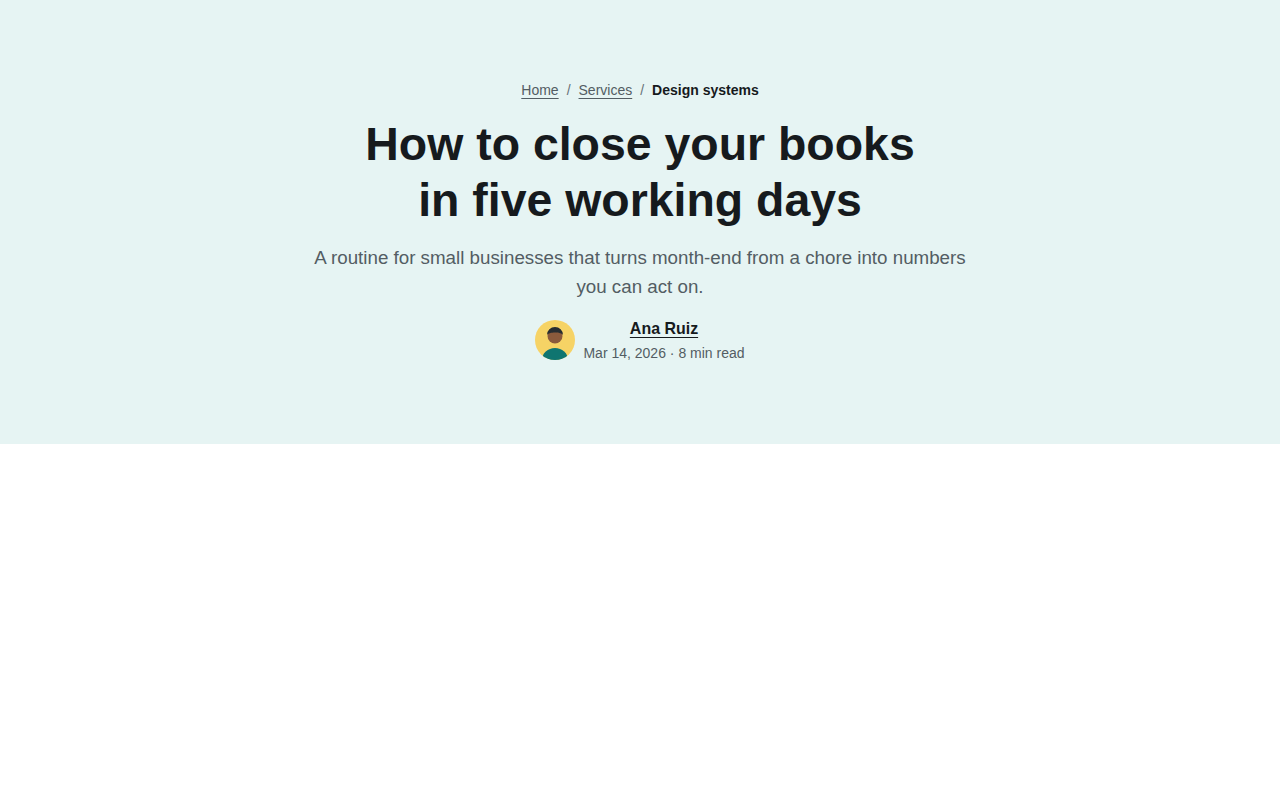 Home / Services / Design systems
How to close your books
in five working days
A routine for small businesses that turns month-end from a chore into numbers
you can act on.
Ana Ruiz
Mar 14, 2026 · 8 min read